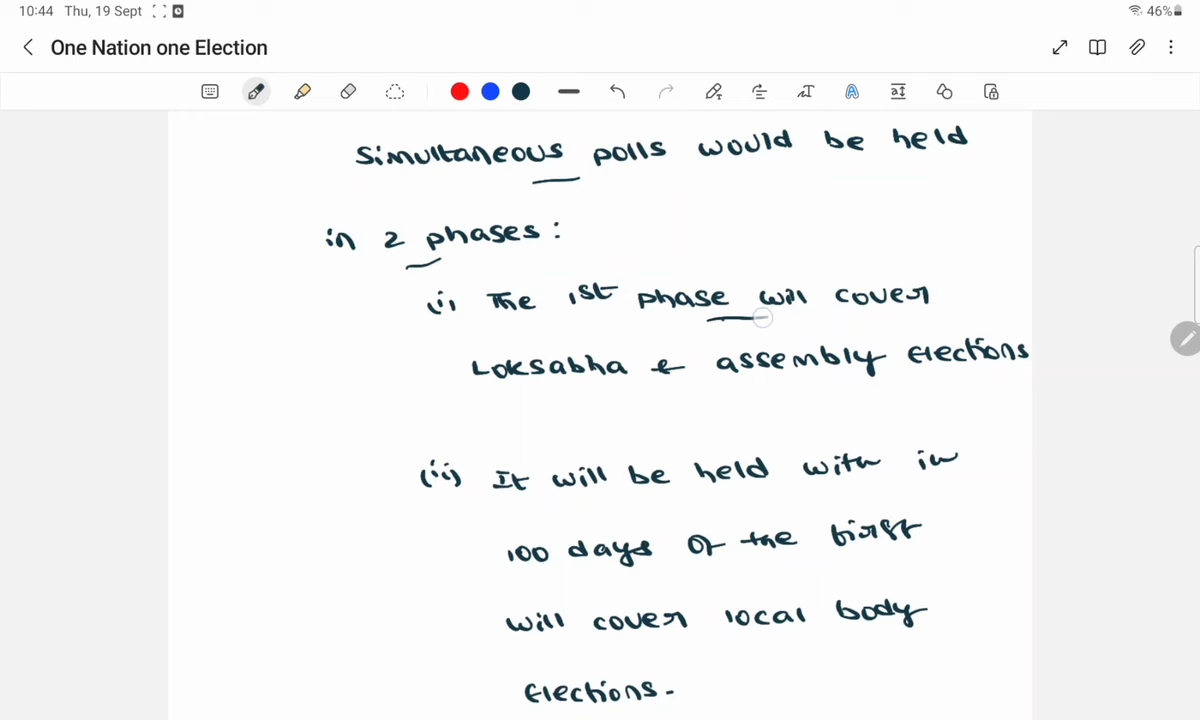 10:44 Thu, 19 Sept 46%
One Nation one Election
Simultaneous polls would be held
in 2 phases:
(i) The 1st phase will cover
Loksabha & assembly Elections
(ii) It will be held with in
100 days of the first
will cover local body
Elections.